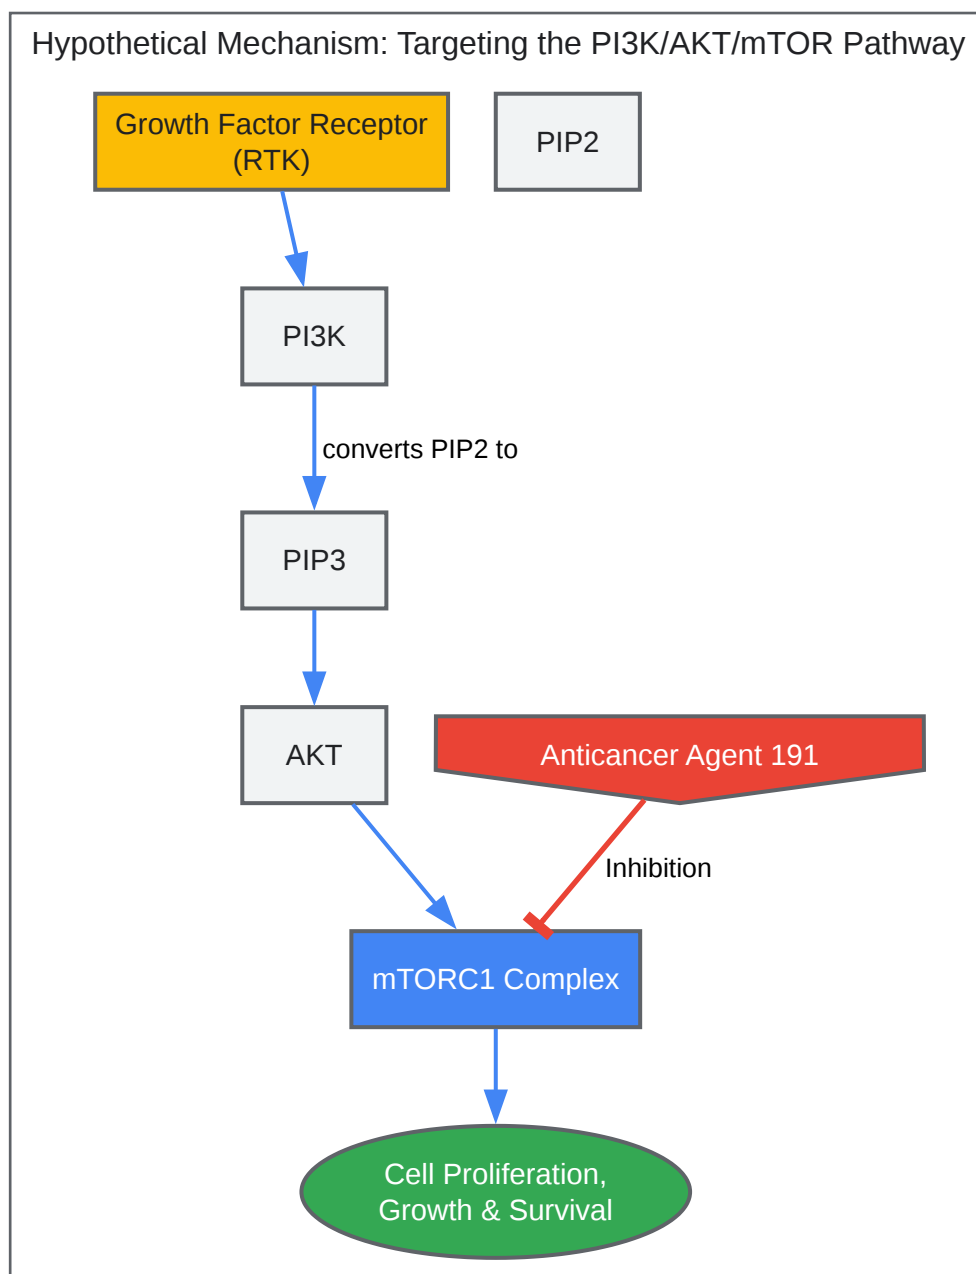 Hypothetical Mechanism: Targeting the PI3K/AKT/mTOR Pathway
Growth Factor Receptor
(RTK)
PIP2
PI3K
converts PIP2 to
PIP3
AKT
Anticancer Agent 191
Inhibition
mTORC1 Complex
Cell Proliferation,
Growth & Survival